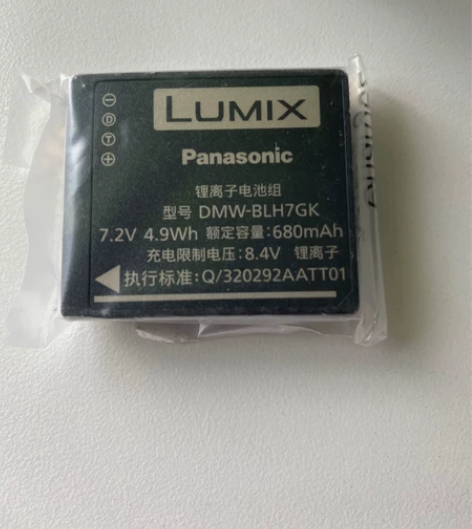 LUMIX
Panasonic
锂离子电池组
型号 DMW-BLH7GK
7.2V 4.9Wh 额定容量:680mAh
充电限制电压:8.4V 锂离子
执行标准:Q/320292AATT01
D
T